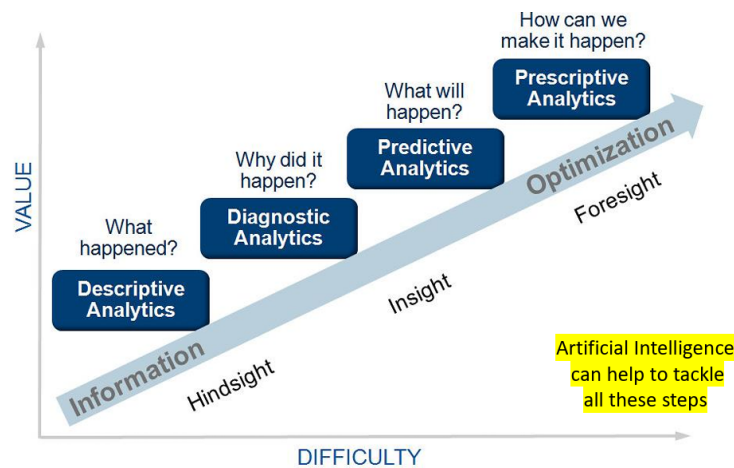 How can we
make it happen?
Prescriptive
Analytics
What will
happen?
Predictive
Analytics
Why did it
happen?
Diagnostic
Analytics
What
happened?
Descriptive
Analytics
Information
Optimization
Hindsight
Insight
Foresight
Artificial Intelligence
can help to tackle
all these steps
VALUE
DIFFICULTY